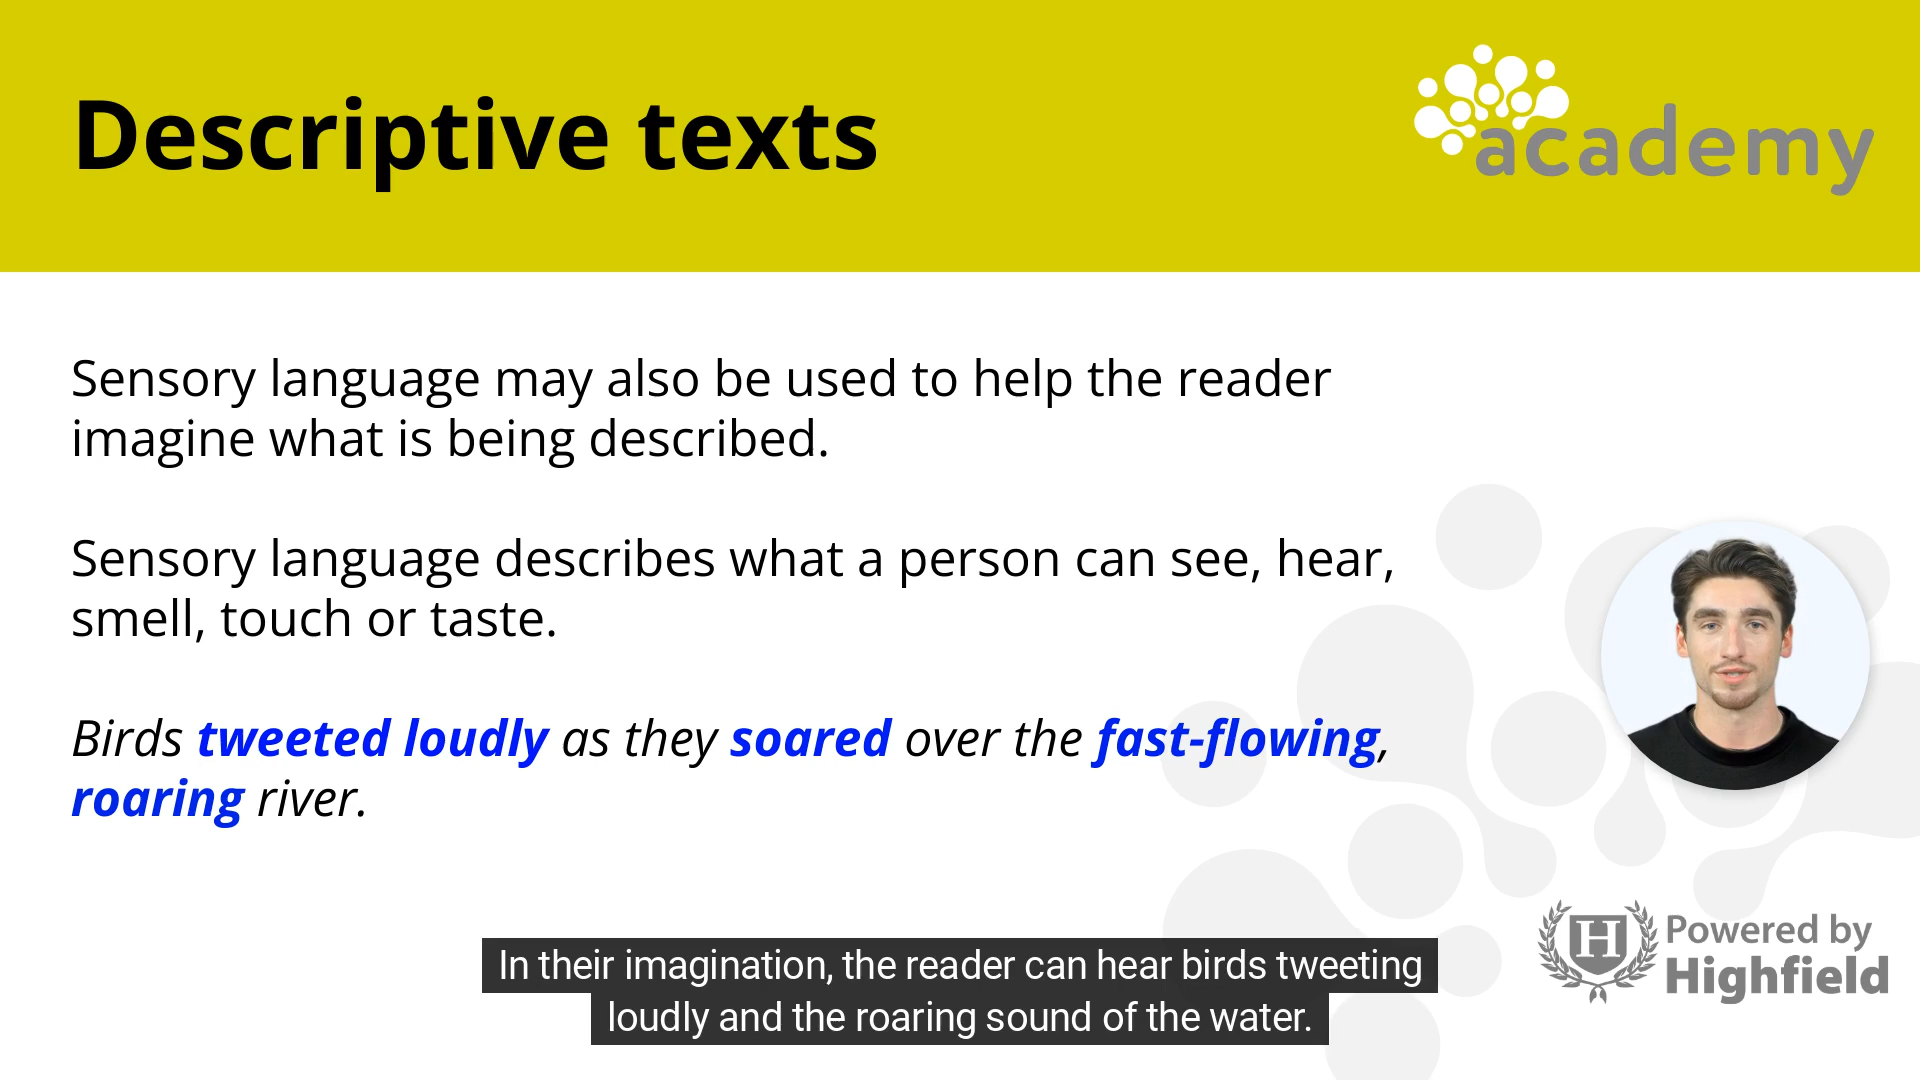 Descriptive texts
academy
Sensory language may also be used to help the reader
imagine what is being described.
Sensory language describes what a person can see, hear,
smell, touch or taste.
Birds tweeted loudly as they soared over the fast-flowing,
roaring river.
H
Powered by
Highfield
In their imagination, the reader can hear birds tweeting
loudly and the roaring sound of the water.